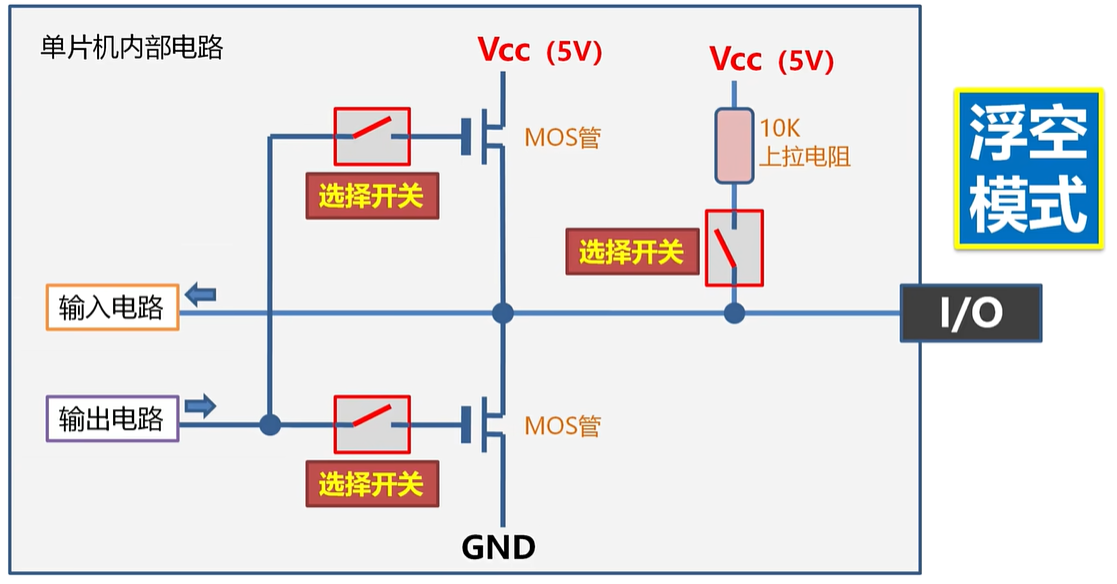 单片机内部电路
Vcc（5V）
Vcc（5V）
10K
上拉电阻
MOS管
选择开关
选择开关
浮空
模式
输入电路
I/O
输出电路
MOS管
选择开关
GND